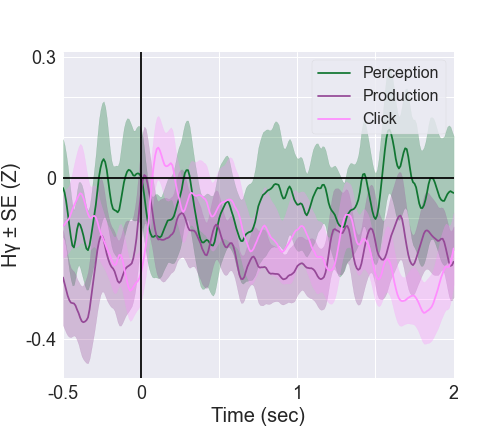 0.3
Perception
Production
Click
0
Hγ ± SE (Z)
-0.4
-0.5
0
1
2
Time (sec)